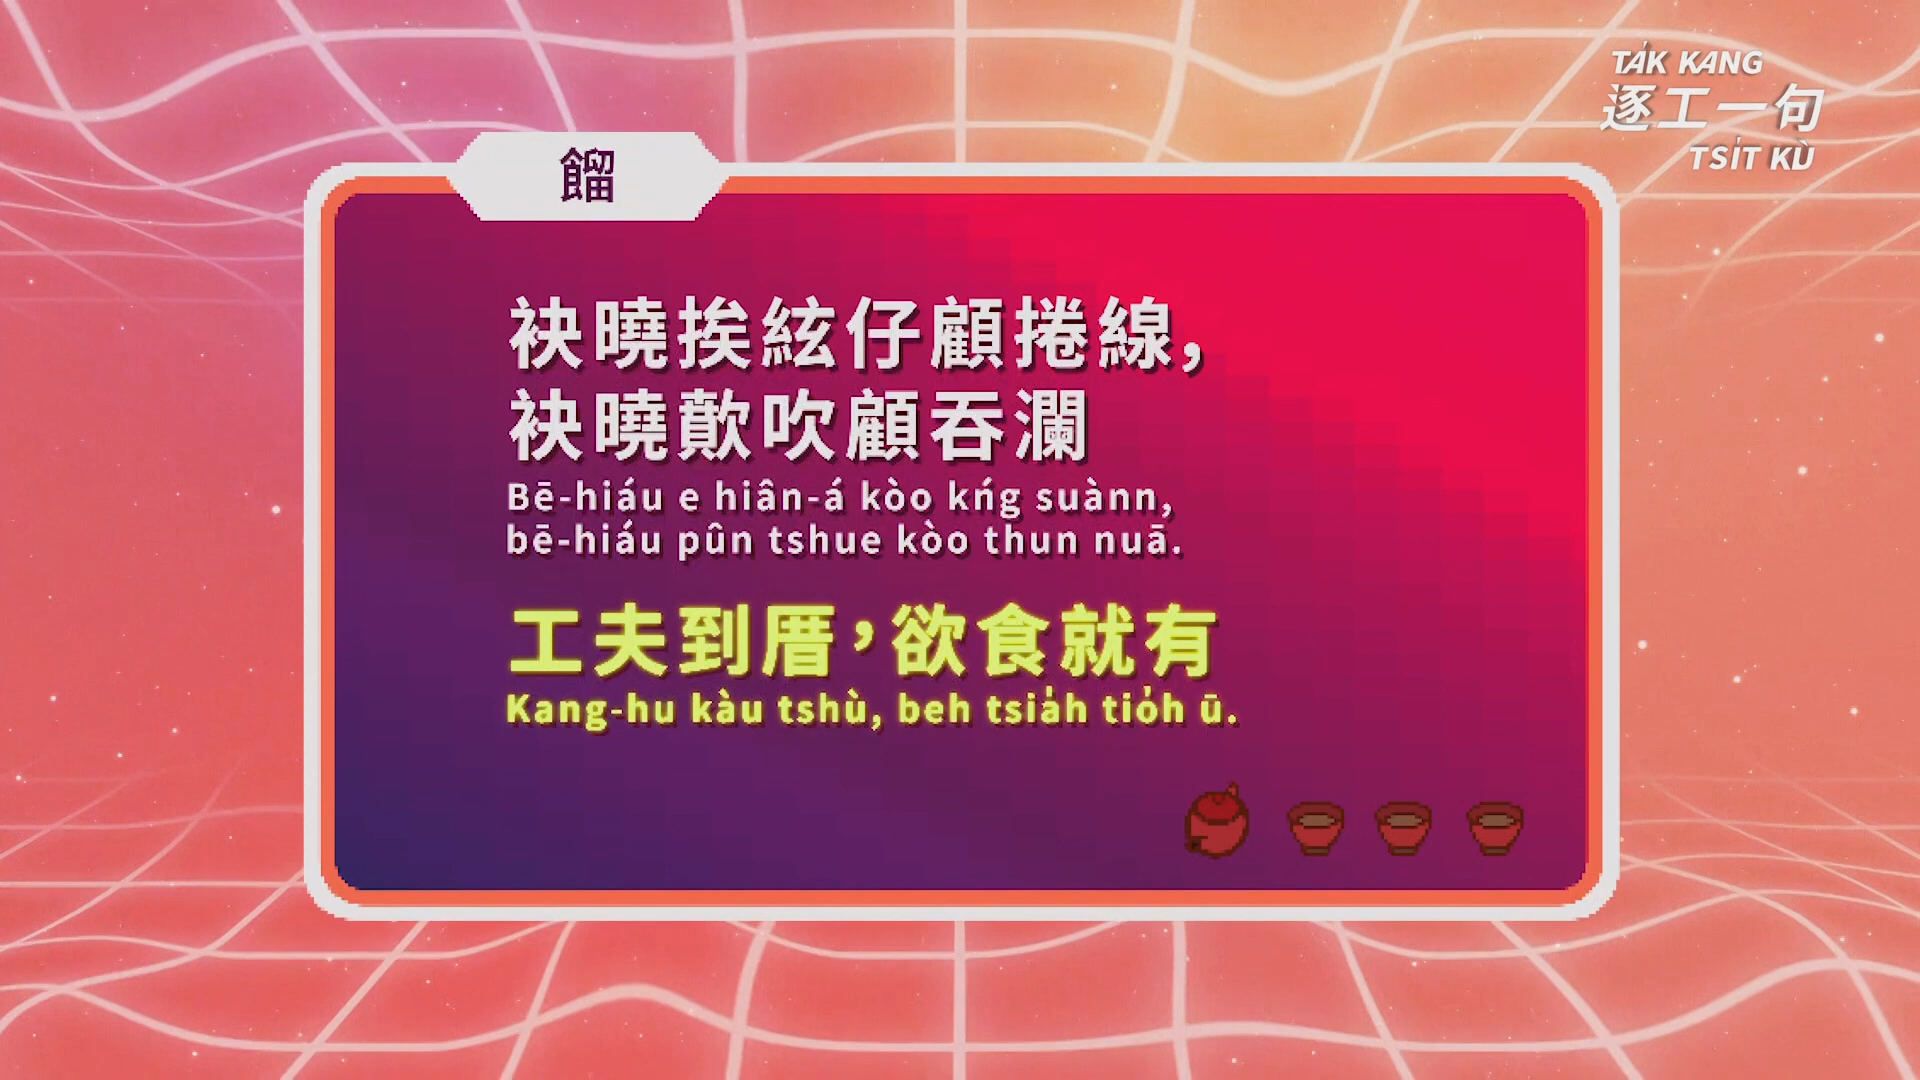 TA̍K KANG
逐工一句
TSI̍T KÙ
餾
袂曉挨絃仔顧捲線,
袂曉歕吹顧吞瀾
Bē-hiáu e hiân-á kòo kńg suànn,
bē-hiáu pûn tshue kòo thun nuā.
工夫到厝,欲食就有
Kang-hu kàu tshù, beh tsia̍h tio̍h ū.